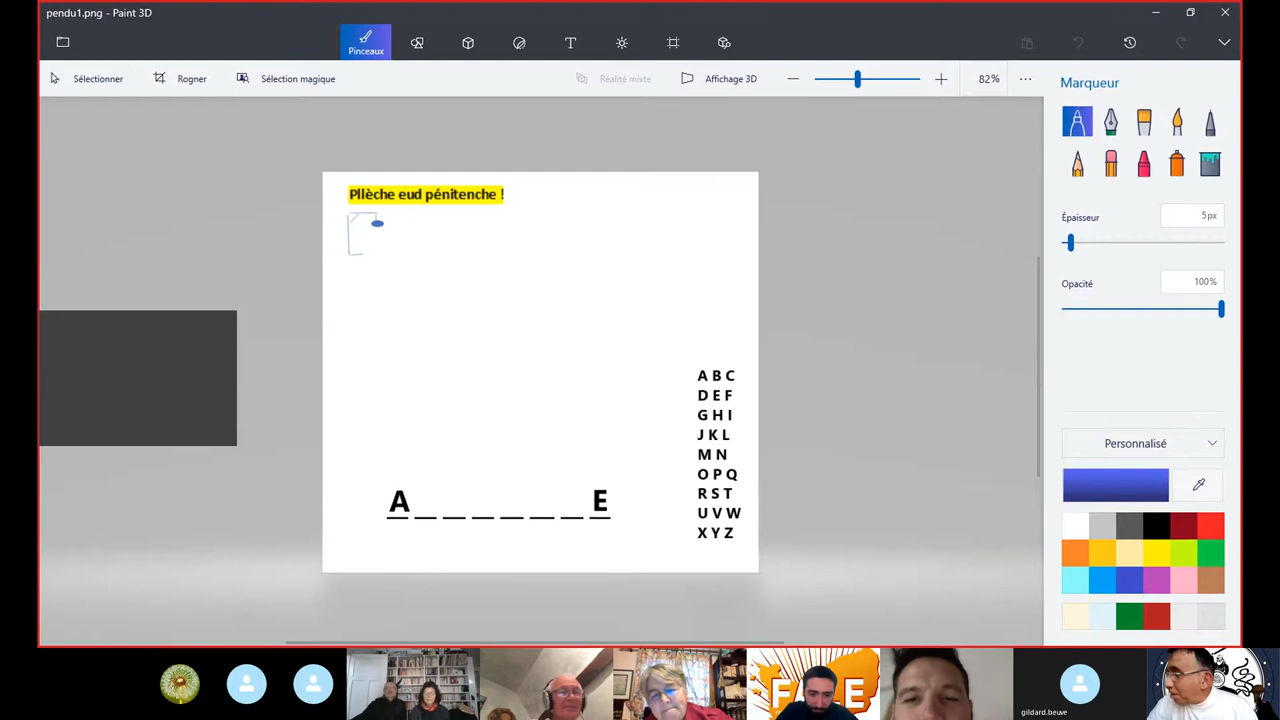 pendu1.png - Paint 3D
Pinceaux
Sélectionner Rogner Sélection magique Réalité mixte Affichage 3D 82%
Marqueur
Épaisseur 5px
Opacité 100%
Personnalisé
Pllèche eud pénitenche !
A B C
D E F
G H I
J K L
M N
O P Q
R S T
U V W
X Y Z
A _ _ _ _ _ _ E
gildard.beuve